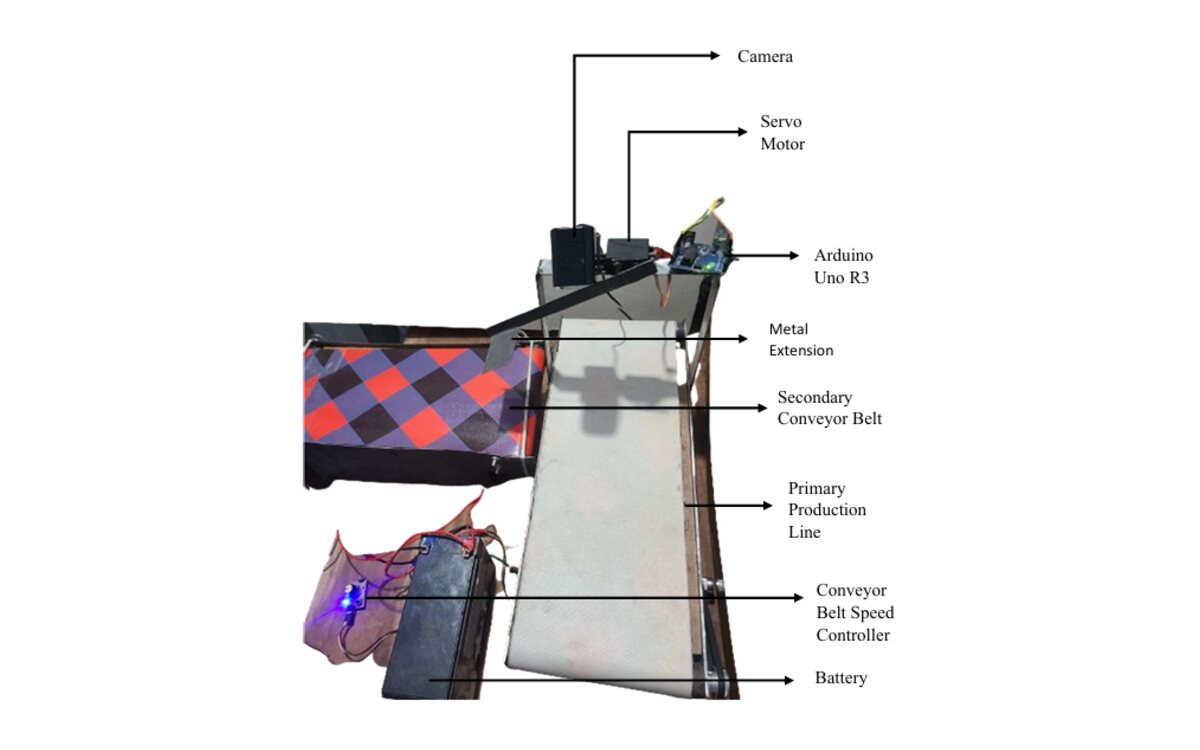 Camera
Servo
Motor
Arduino
Uno R3
Metal
Extension
Secondary
Conveyor Belt
Primary
Production
Line
Conveyor
Belt Speed
Controller
Battery